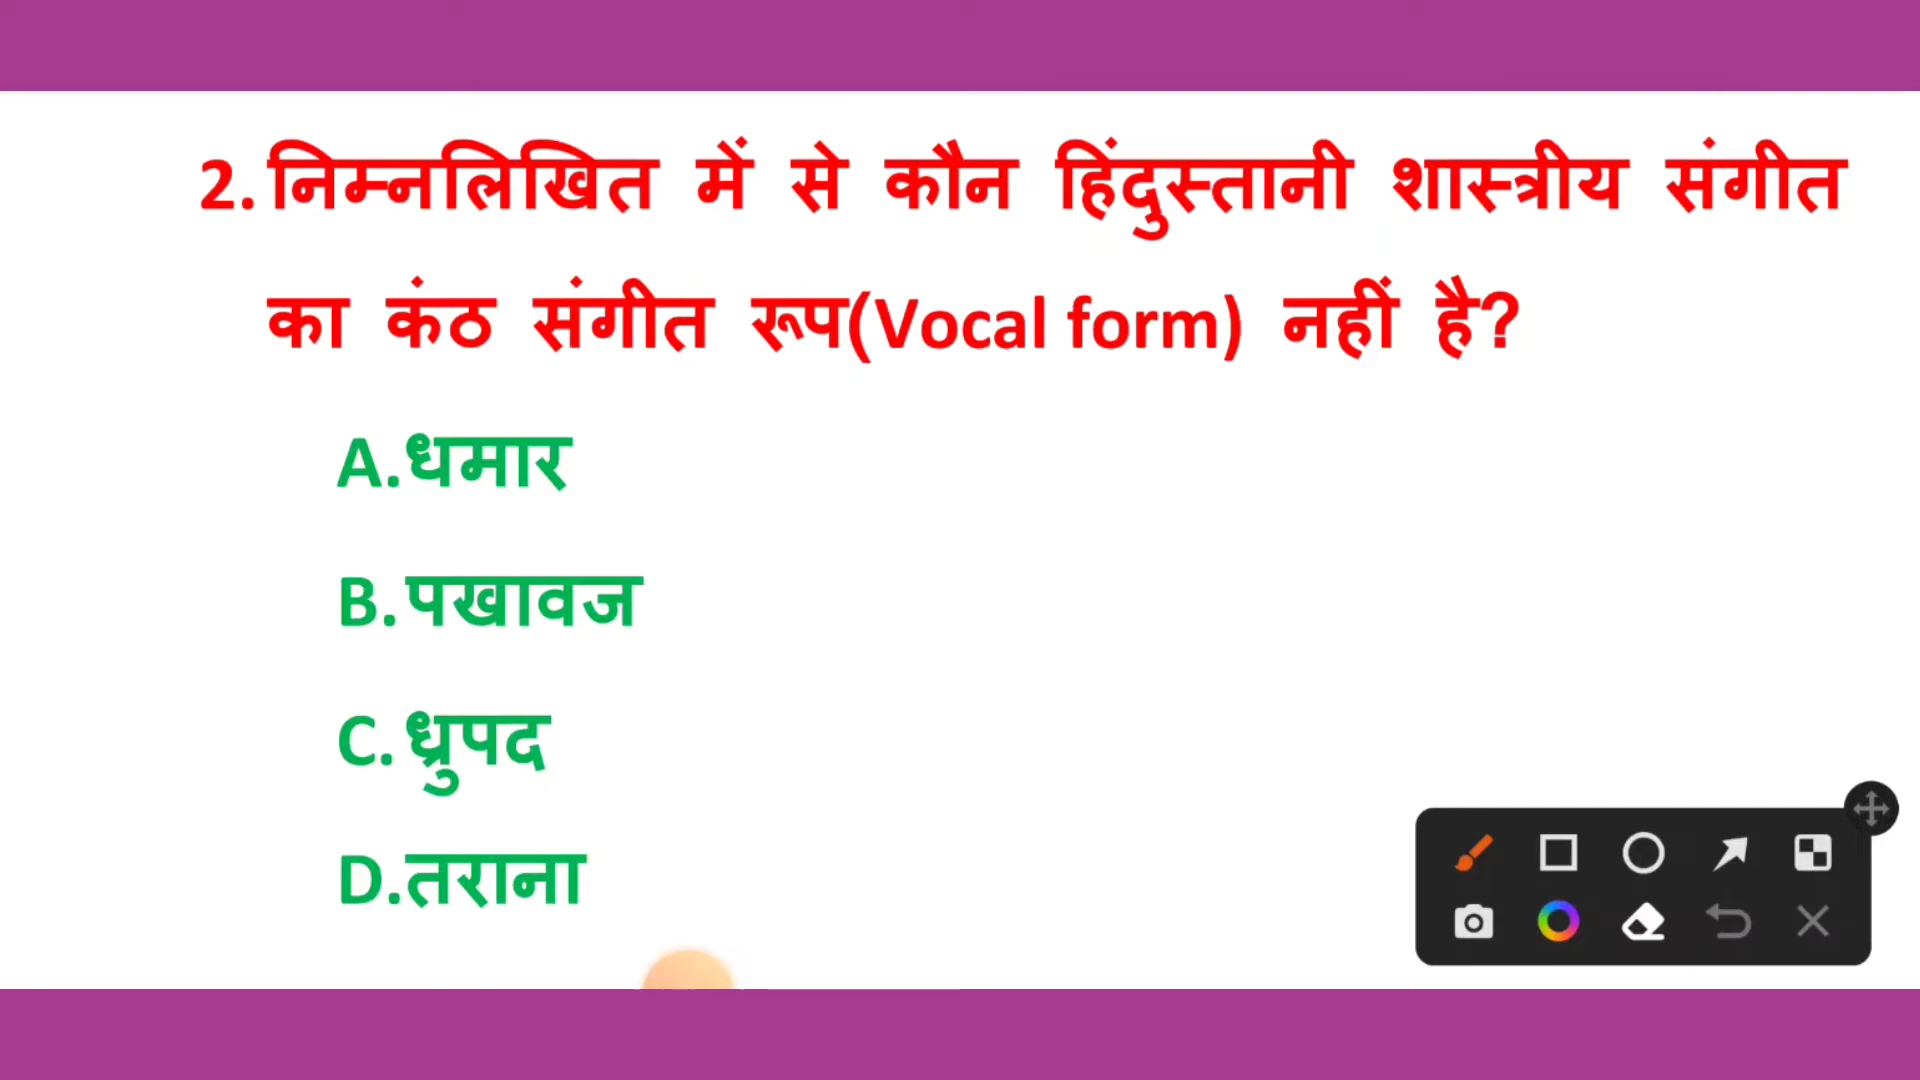 2. निम्नलिखित में से कौन हिंदुस्तानी शास्त्रीय संगीत
का कंठ संगीत रूप(Vocal form) नहीं है?
A.धमार
B.पखावज
C.ध्रुपद
D.तराना